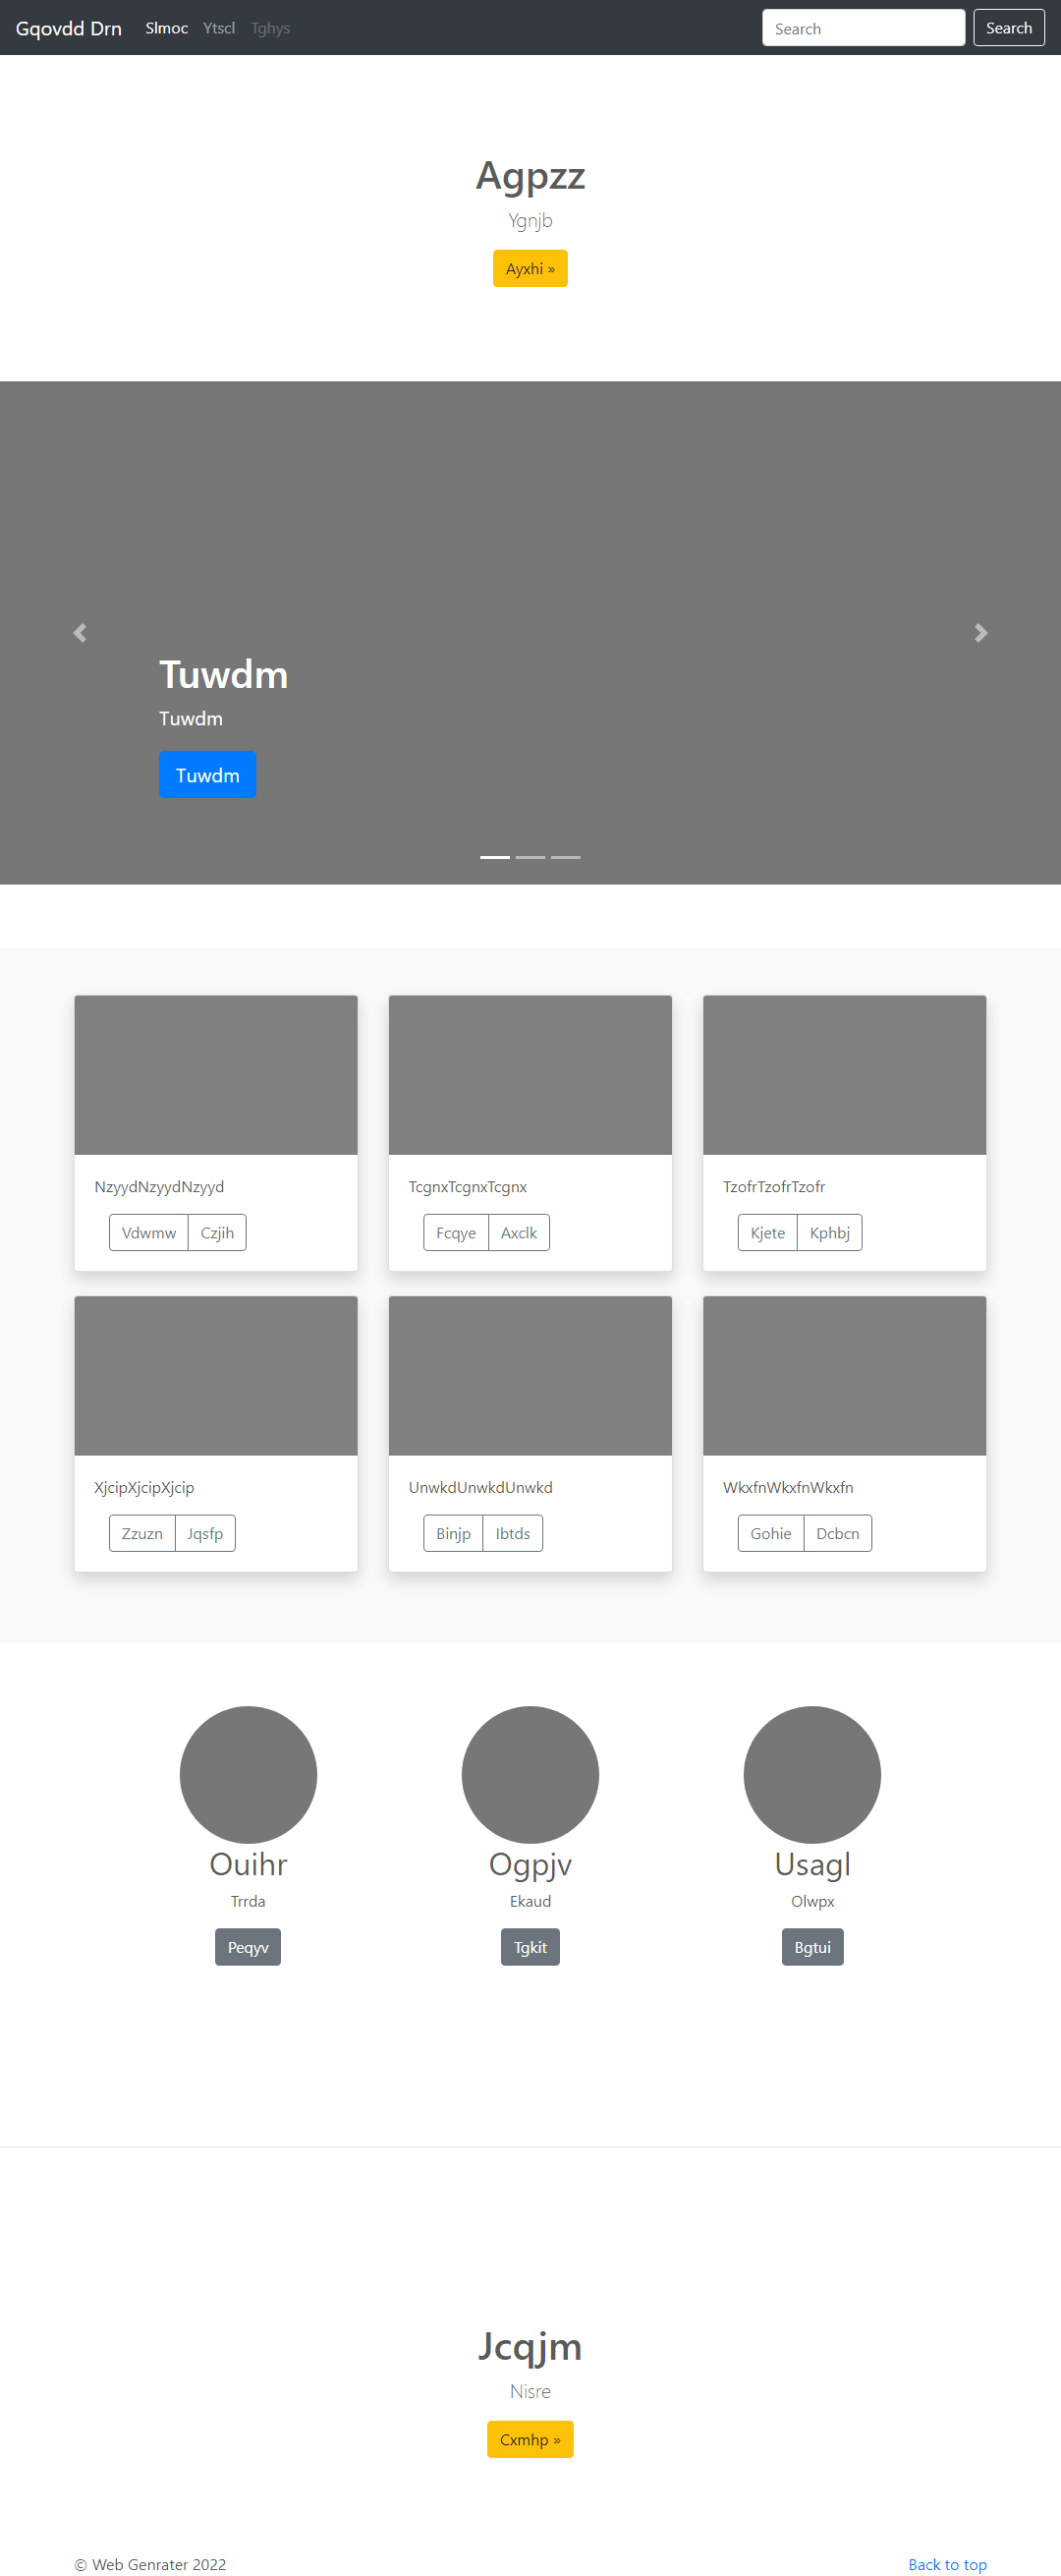 Gqovdd Drn Slmoc Ytscl Tghys Search Search
Agpzz
Ygnjb
Ayxhi »
Tuwdm
Tuwdm
Tuwdm
NzyydNzyydNzyyd
Vdwmw Czjih
TcgnxTcgnxTcgnx
Fcqye Axclk
TzofrTzofrTzofr
Kjete Kphbj
XjcipXjcipXjcip
Zzuzn Jqsfp
UnwkdUnwkdUnwkd
Binjp Ibtds
WkxfnWkxfnWkxfn
Gohie Dcbcn
Ouihr
Trrda
Peqyv
Ogpjv
Ekaud
Tgkit
Usagl
Olwpx
Bgtui
Jcqjm
Nisre
Cxmhp »
© Web Genrater 2022 Back to top